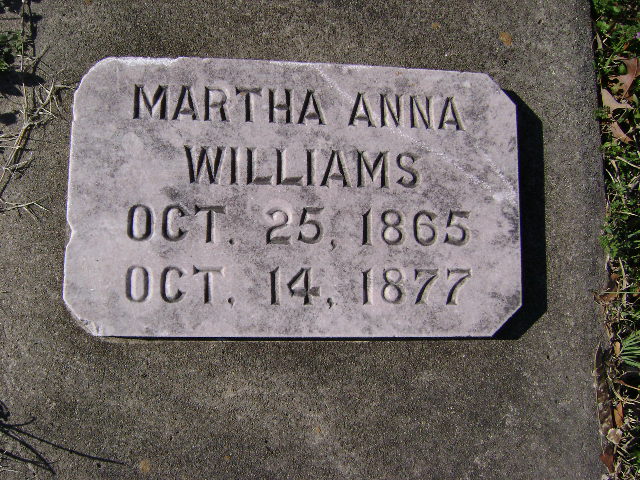 MARTHA ANNA
WILLIAMS
OCT. 25, 1865
OCT. 14, 1877